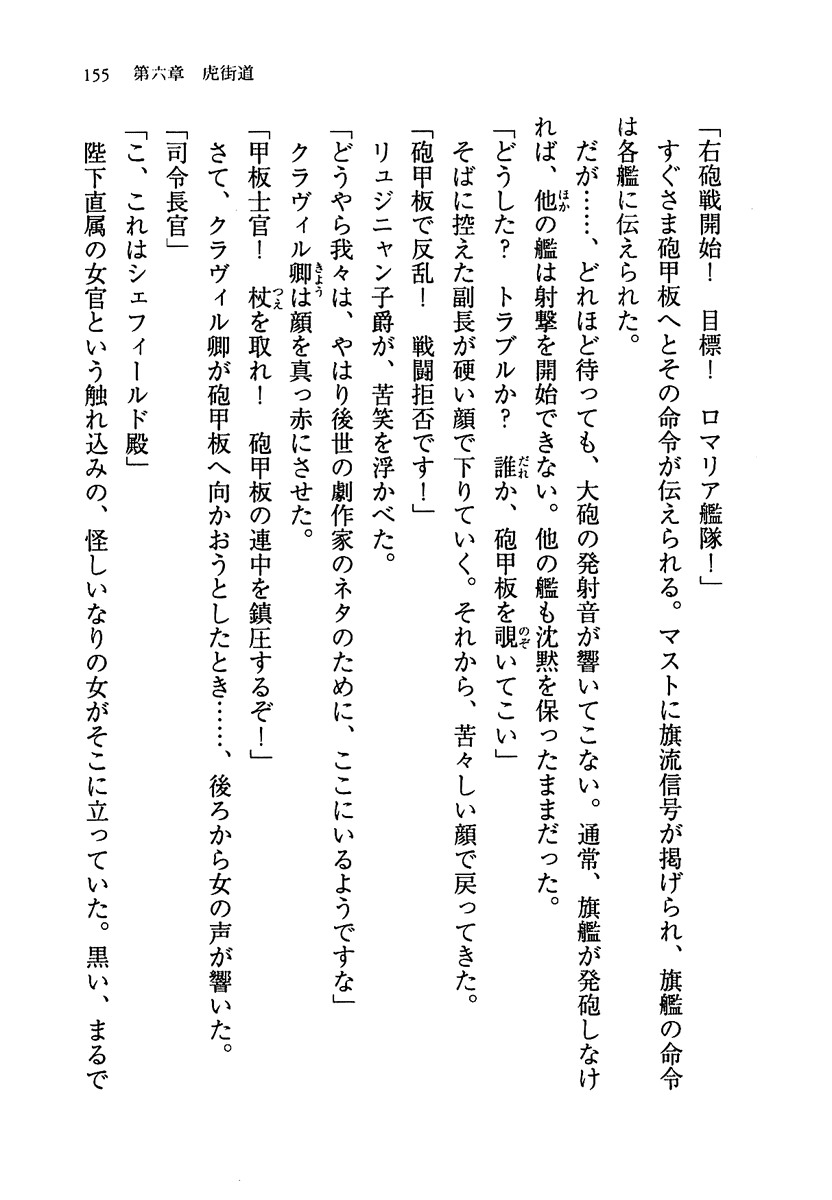 155　第六章　虎街道
「右砲戦開始！　目標！　ロマリア艦隊！」
すぐさま砲甲板へとその命令が伝えられる。マストに旗流信号が掲げられ、旗艦の命令
は各艦に伝えられた。
だが……、どれほど待っても、大砲の発射音が響いてこない。通常、旗艦が発砲しなけ
れば、他の艦は射撃を開始できない。他の艦も沈黙を保ったままだった。
「どうした？　トラブルか？　誰か、砲甲板を覗いてこい」
そばに控えた副長が硬い顔で下りていく。それから、苦々しい顔で戻ってきた。
「砲甲板で反乱！　戦闘拒否です！」
リュジニャン子爵が、苦笑を浮かべた。
「どうやら我々は、やはり後世の劇作家のネタのために、ここにいるようですな」
クラヴィル卿は顔を真っ赤にさせた。
「甲板士官！　杖を取れ！　砲甲板の連中を鎮圧するぞ！」
さて、クラヴィル卿が砲甲板へ向かおうとしたとき……、後ろから女の声が響いた。
「司令長官」
「こ、これはシェフィールド殿」
陛下直属の女官という触れ込みの、怪しいなりの女がそこに立っていた。黒い、まるで